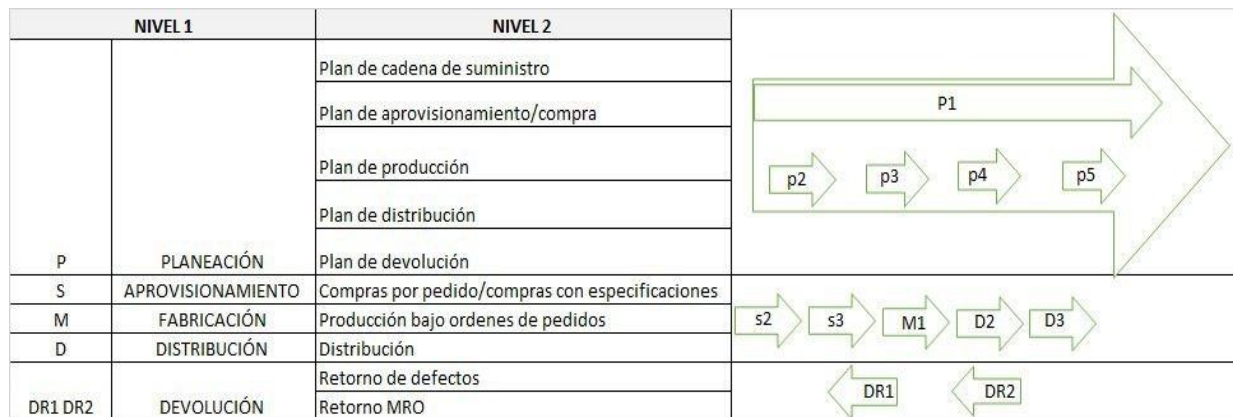 NIVEL 1 NIVEL 2
Plan de cadena de suministro
Plan de aprovisionamiento/compra
Plan de producción
Plan de distribución
P PLANEACIÓN Plan de devolución
P1
p2 p3 p4 p5
S APROVISIONAMIENTO Compras por pedido/compras con especificaciones
M FABRICACIÓN Producción bajo ordenes de pedidos
D DISTRIBUCIÓN Distribución
s2 s3 M1 D2 D3
Retorno de defectos
DR1 DR2 DEVOLUCIÓN Retorno MRO
DR1 DR2